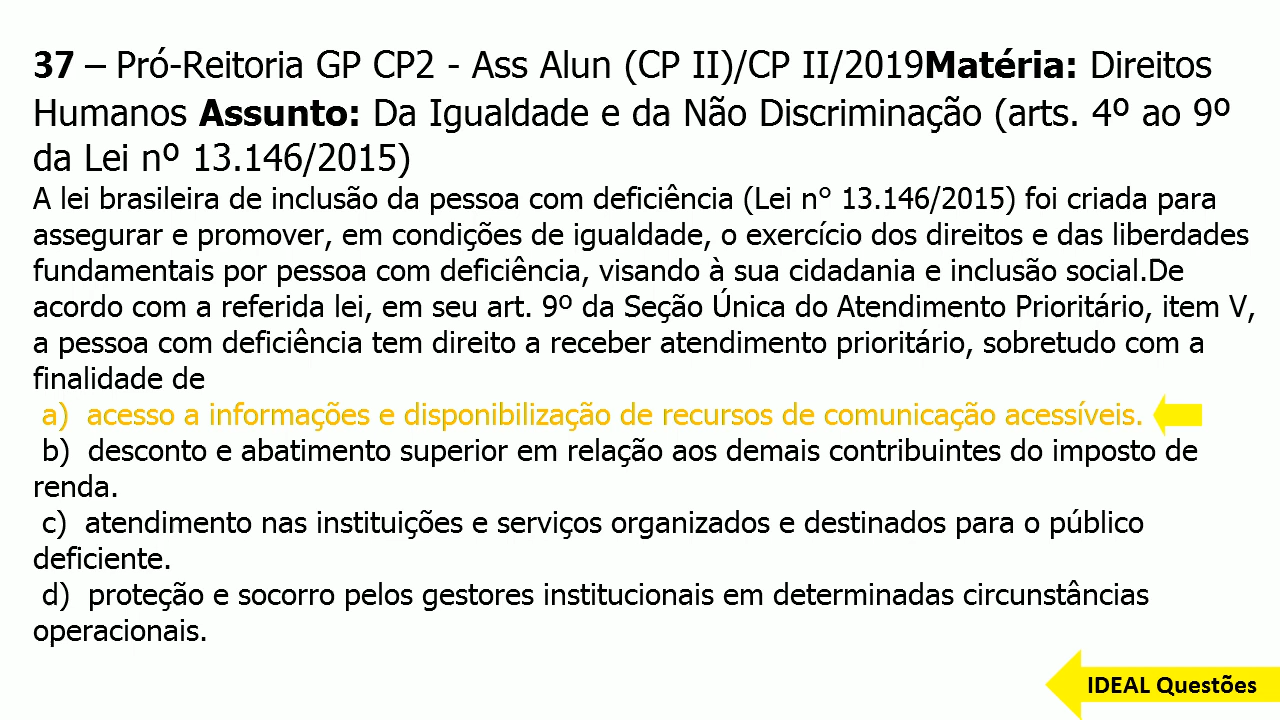 37 – Pró-Reitoria GP CP2 - Ass Alun (CP II)/CP II/2019Matéria: Direitos
Humanos Assunto: Da Igualdade e da Não Discriminação (arts. 4º ao 9º
da Lei nº 13.146/2015)
A lei brasileira de inclusão da pessoa com deficiência (Lei n° 13.146/2015) foi criada para
assegurar e promover, em condições de igualdade, o exercício dos direitos e das liberdades
fundamentais por pessoa com deficiência, visando à sua cidadania e inclusão social.De
acordo com a referida lei, em seu art. 9º da Seção Única do Atendimento Prioritário, item V,
a pessoa com deficiência tem direito a receber atendimento prioritário, sobretudo com a
finalidade de
a) acesso a informações e disponibilização de recursos de comunicação acessíveis.
b) desconto e abatimento superior em relação aos demais contribuintes do imposto de
renda.
c) atendimento nas instituições e serviços organizados e destinados para o público
deficiente.
d) proteção e socorro pelos gestores institucionais em determinadas circunstâncias
operacionais.
IDEAL Questões